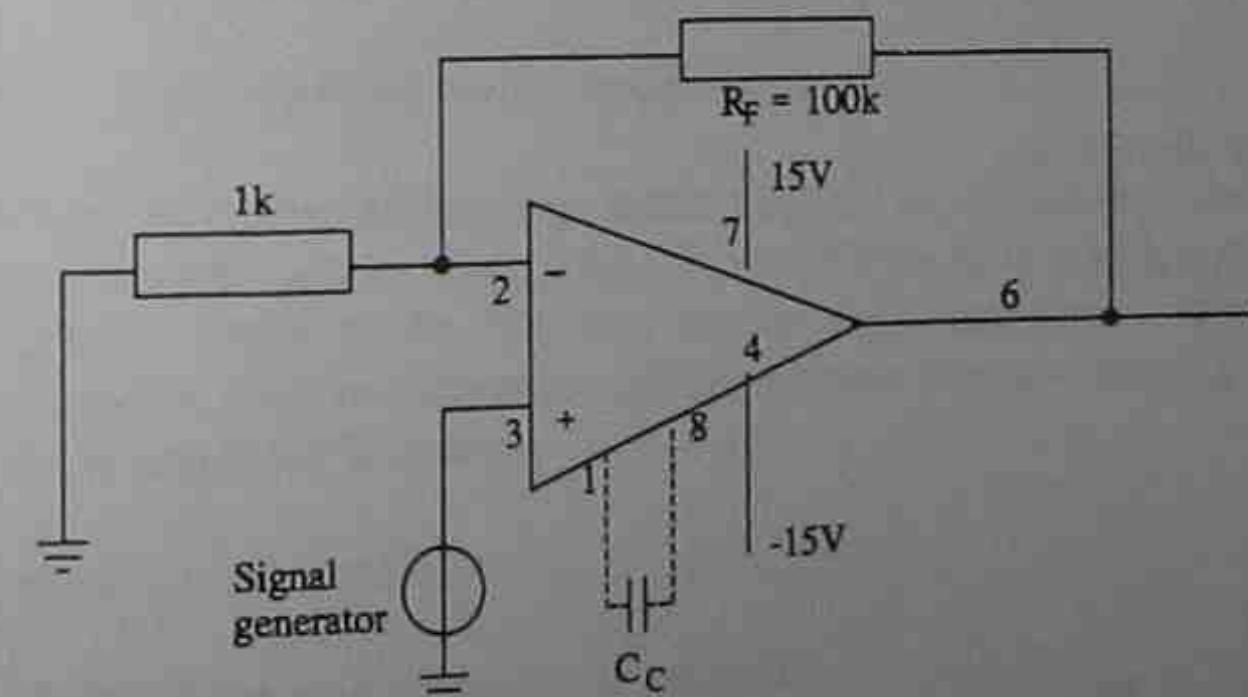 R_F = 100k
15V
1k
7
−
2
6
4
+
3
8
1
-15V
Signal
generator
C_C